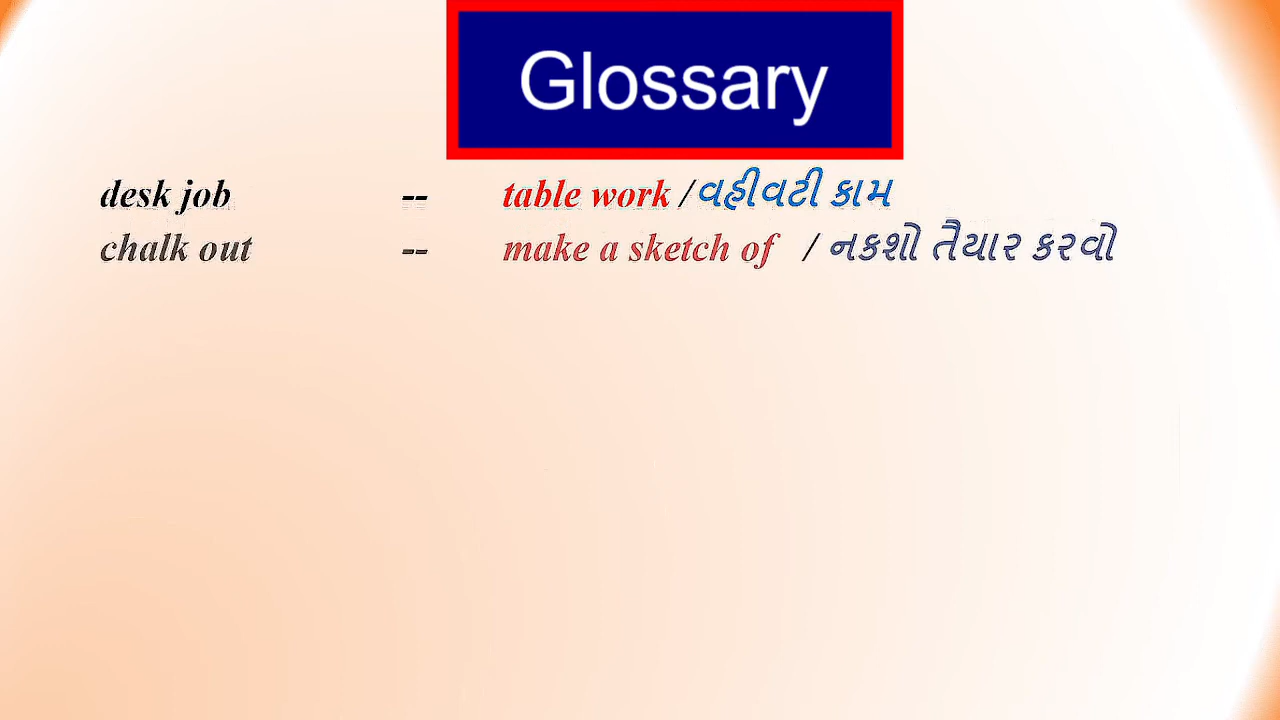 Glossary
desk job -- table work / વહીવટી કામ
chalk out -- make a sketch of / નકશો તૈયાર કરવો